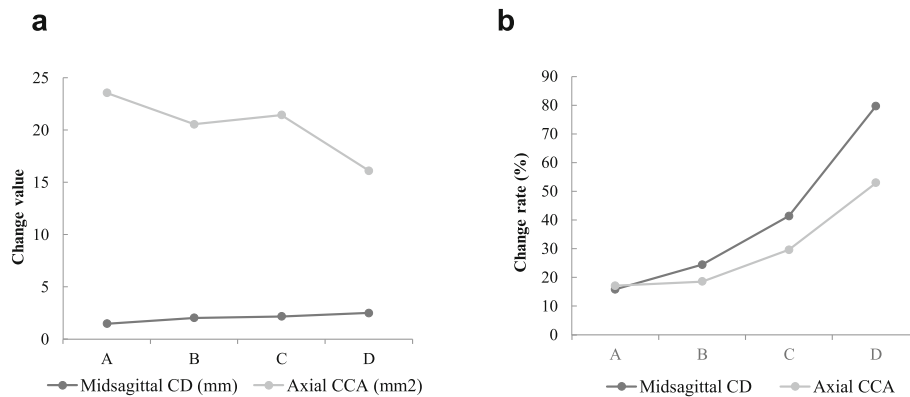 a
25
20
15
10
5
0
Change value
A B C D
Midsagittal CD (mm) Axial CCA (mm2)
b
90
80
70
60
50
40
30
20
10
0
Change rate (%)
A B C D
Midsagittal CD Axial CCA